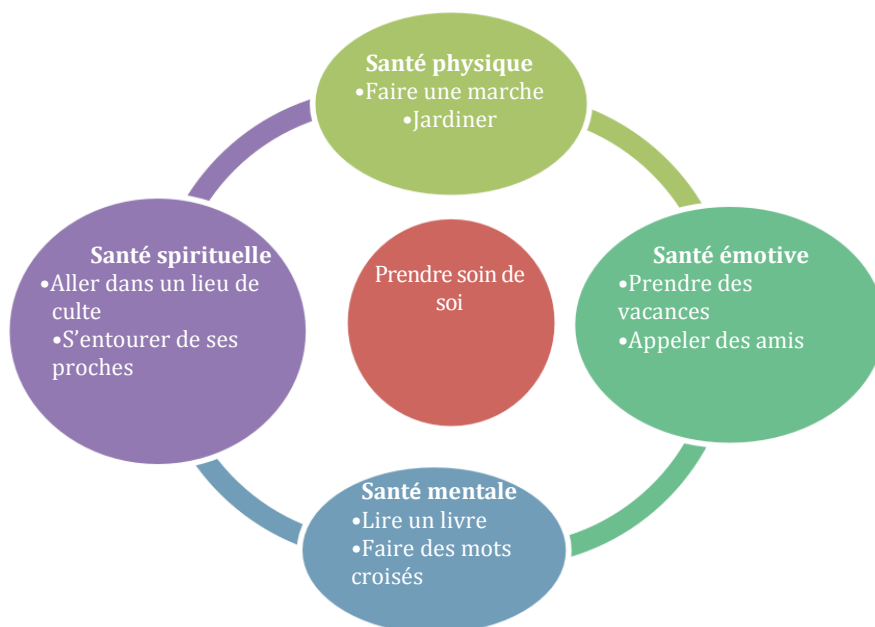 Santé physique
•Faire une marche
•Jardiner
Santé spirituelle
•Aller dans un lieu de
culte
•S'entourer de ses
proches
Prendre soin de
soi
Santé émotive
•Prendre des
vacances
•Appeler des amis
Santé mentale
•Lire un livre
•Faire des mots
croisés